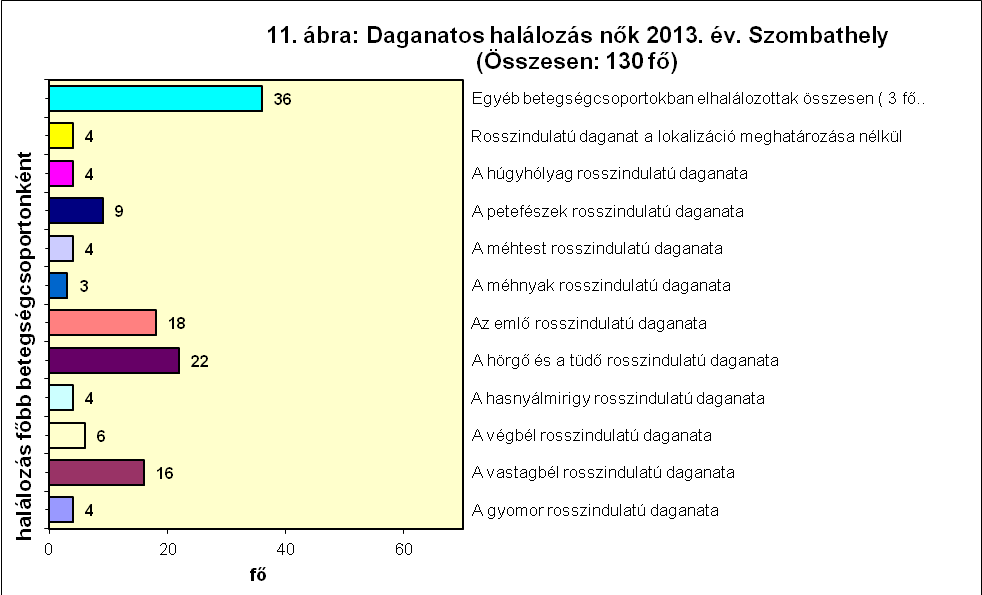 11. ábra: Daganatos halálozás nők 2013. év. Szombathely
(Összesen: 130 fő)
halálozás főbb betegségcsoportonként
36 Egyéb betegségcsoportokban elhalálozottak összesen ( 3 fő..
4 Rosszindulatú daganat a lokalizáció meghatározása nélkül
4 A húgyhólyag rosszindulatú daganata
9 A petefészek rosszindulatú daganata
4 A méhtest rosszindulatú daganata
3 A méhnyak rosszindulatú daganata
18 Az emlő rosszindulatú daganata
22 A hörgő és a tüdő rosszindulatú daganata
4 A hasnyálmirigy rosszindulatú daganata
6 A végbél rosszindulatú daganata
16 A vastagbél rosszindulatú daganata
4 A gyomor rosszindulatú daganata
0 20 40 60
fő